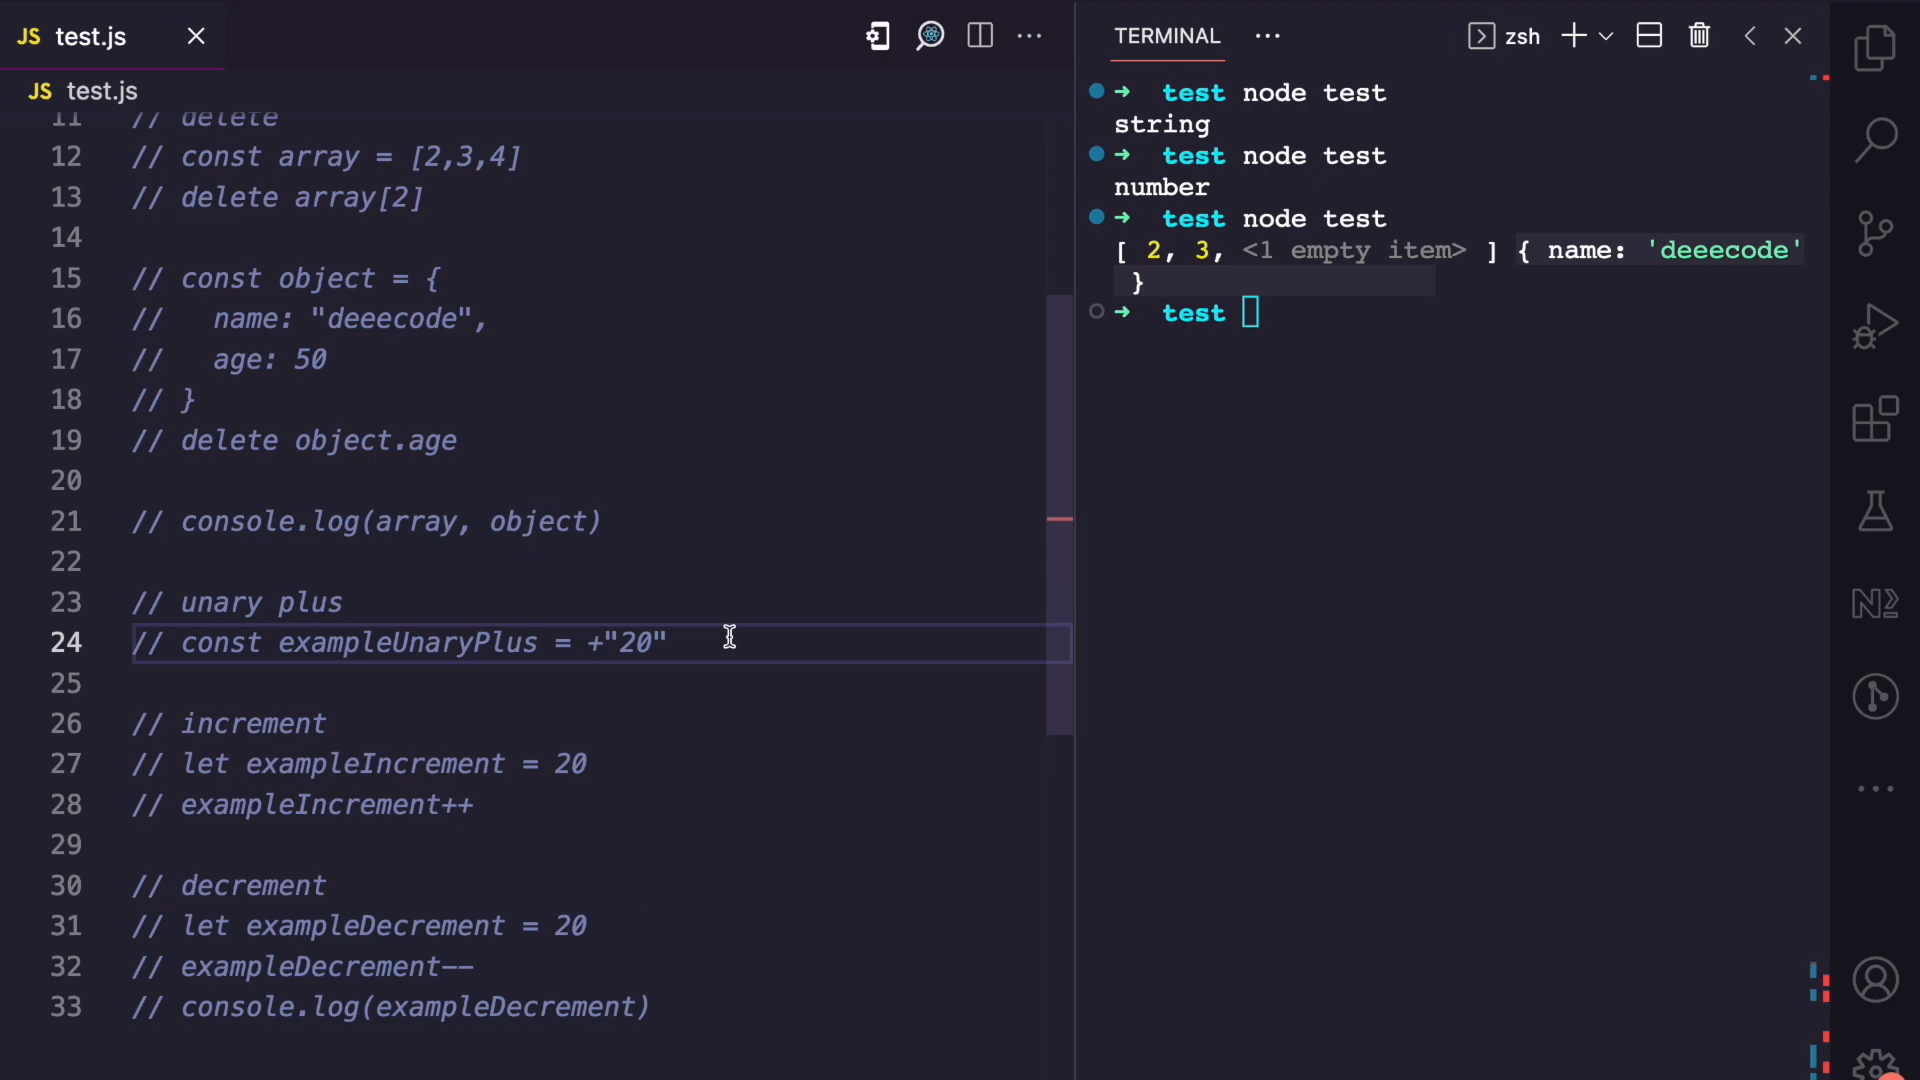 JS test.js
JS test.js
11 // delete
12 // const array = [2,3,4]
13 // delete array[2]
14
15 // const object = {
16 //   name: "deeecode",
17 //   age: 50
18 // }
19 // delete object.age
20
21 // console.log(array, object)
22
23 // unary plus
24 // const exampleUnaryPlus = +"20"
25
26 // increment
27 // let exampleIncrement = 20
28 // exampleIncrement++
29
30 // decrement
31 // let exampleDecrement = 20
32 // exampleDecrement--
33 // console.log(exampleDecrement)
TERMINAL
zsh
➜ test node test
string
➜ test node test
number
➜ test node test
[ 2, 3, <1 empty item> ] { name: 'deeecode'
}
➜ test